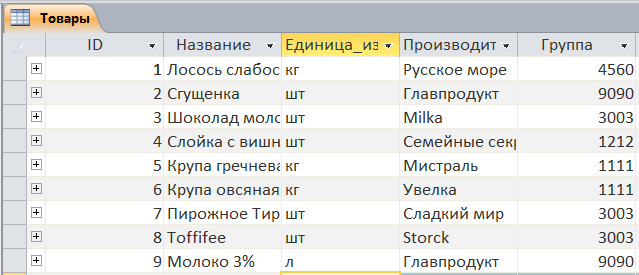 Товары
ID Название Единица_из Производит Группа
1 Лосось слабос кг Русское море 4560
2 Сгущенка шт Главпродукт 9090
3 Шоколад моло шт Milka 3003
4 Слойка с вишн шт Семейные секр 1212
5 Крупа гречнева кг Мистраль 1111
6 Крупа овсяная кг Увелка 1111
7 Пирожное Тир шт Сладкий мир 3003
8 Toffifee шт Storck 3003
9 Молоко 3% л Главпродукт 9090